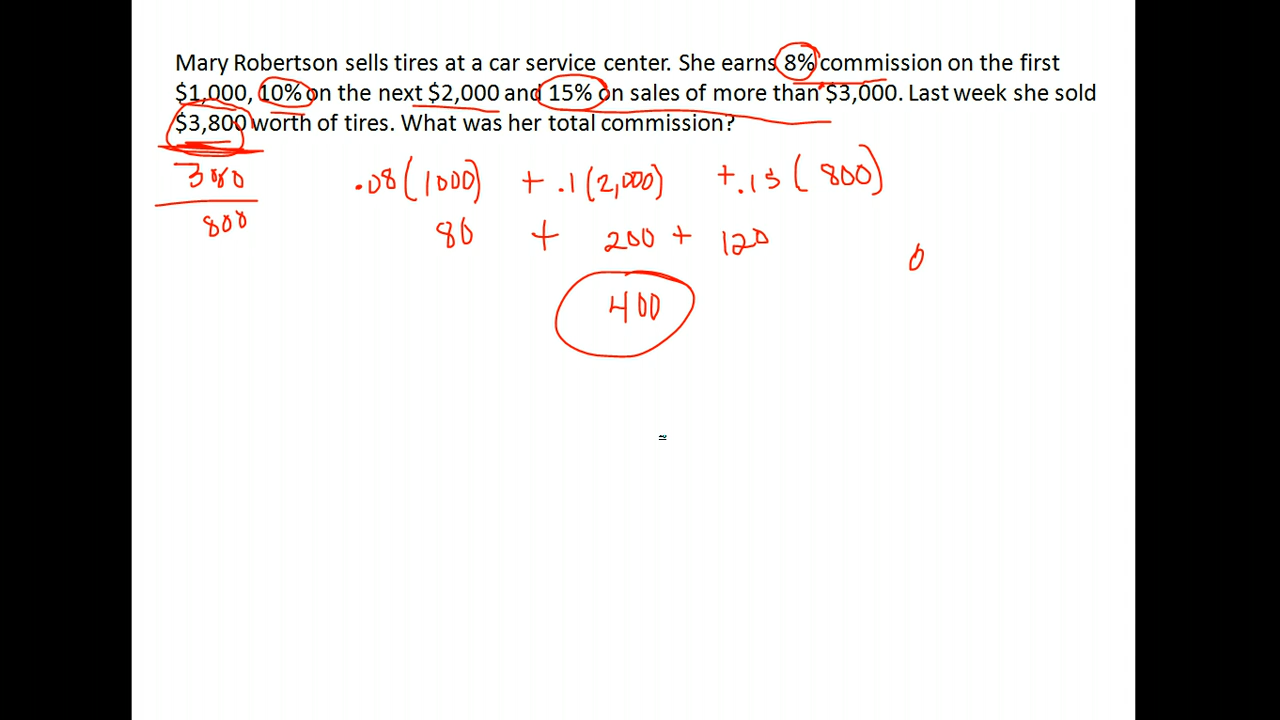 Mary Robertson sells tires at a car service center. She earns 8% commission on the first
$1,000, 10% on the next $2,000 and 15% on sales of more than $3,000. Last week she sold
$3,800 worth of tires. What was her total commission?
3000 .08(1000) + .1(2,000) +.15(800)
800 80 + 200 + 120
0
400